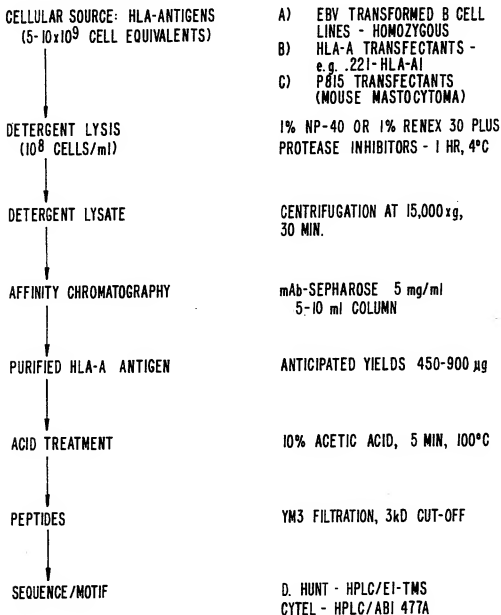 CELLULAR SOURCE: HLA-ANTIGENS
(5-10x10⁹ CELL EQUIVALENTS)
A) EBV TRANSFORMED B CELL
LINES - HOMOZYGOUS
B) HLA-A TRANSFECTANTS -
e.g. .221-HLA-A1
C) P815 TRANSFECTANTS
(MOUSE MASTOCYTOMA)
DETERGENT LYSIS
(10⁸ CELLS/ml)
1% NP-40 OR 1% RENEX 30 PLUS
PROTEASE INHIBITORS - 1 HR, 4°C
DETERGENT LYSATE
CENTRIFUGATION AT 15,000xg,
30 MIN.
AFFINITY CHROMATOGRAPHY
mAb-SEPHAROSE 5 mg/ml
5-10 ml COLUMN
PURIFIED HLA-A ANTIGEN
ANTICIPATED YIELDS 450-900 µg
ACID TREATMENT
10% ACETIC ACID, 5 MIN, 100°C
PEPTIDES
YM3 FILTRATION, 3kD CUT-OFF
SEQUENCE/MOTIF
D. HUNT - HPLC/EI-TMS
CYTEL - HPLC/ABI 477A